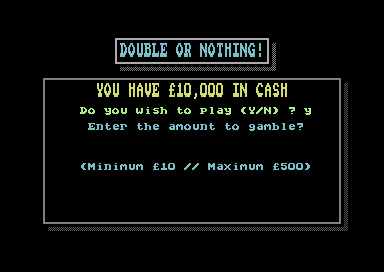 DOUBLE OR NOTHING!
YOU HAVE £10,000 IN CASH
Do you wish to Play (Y/N) ? y
Enter the amount to gamble?
(Minimum £10 // Maximum £500)